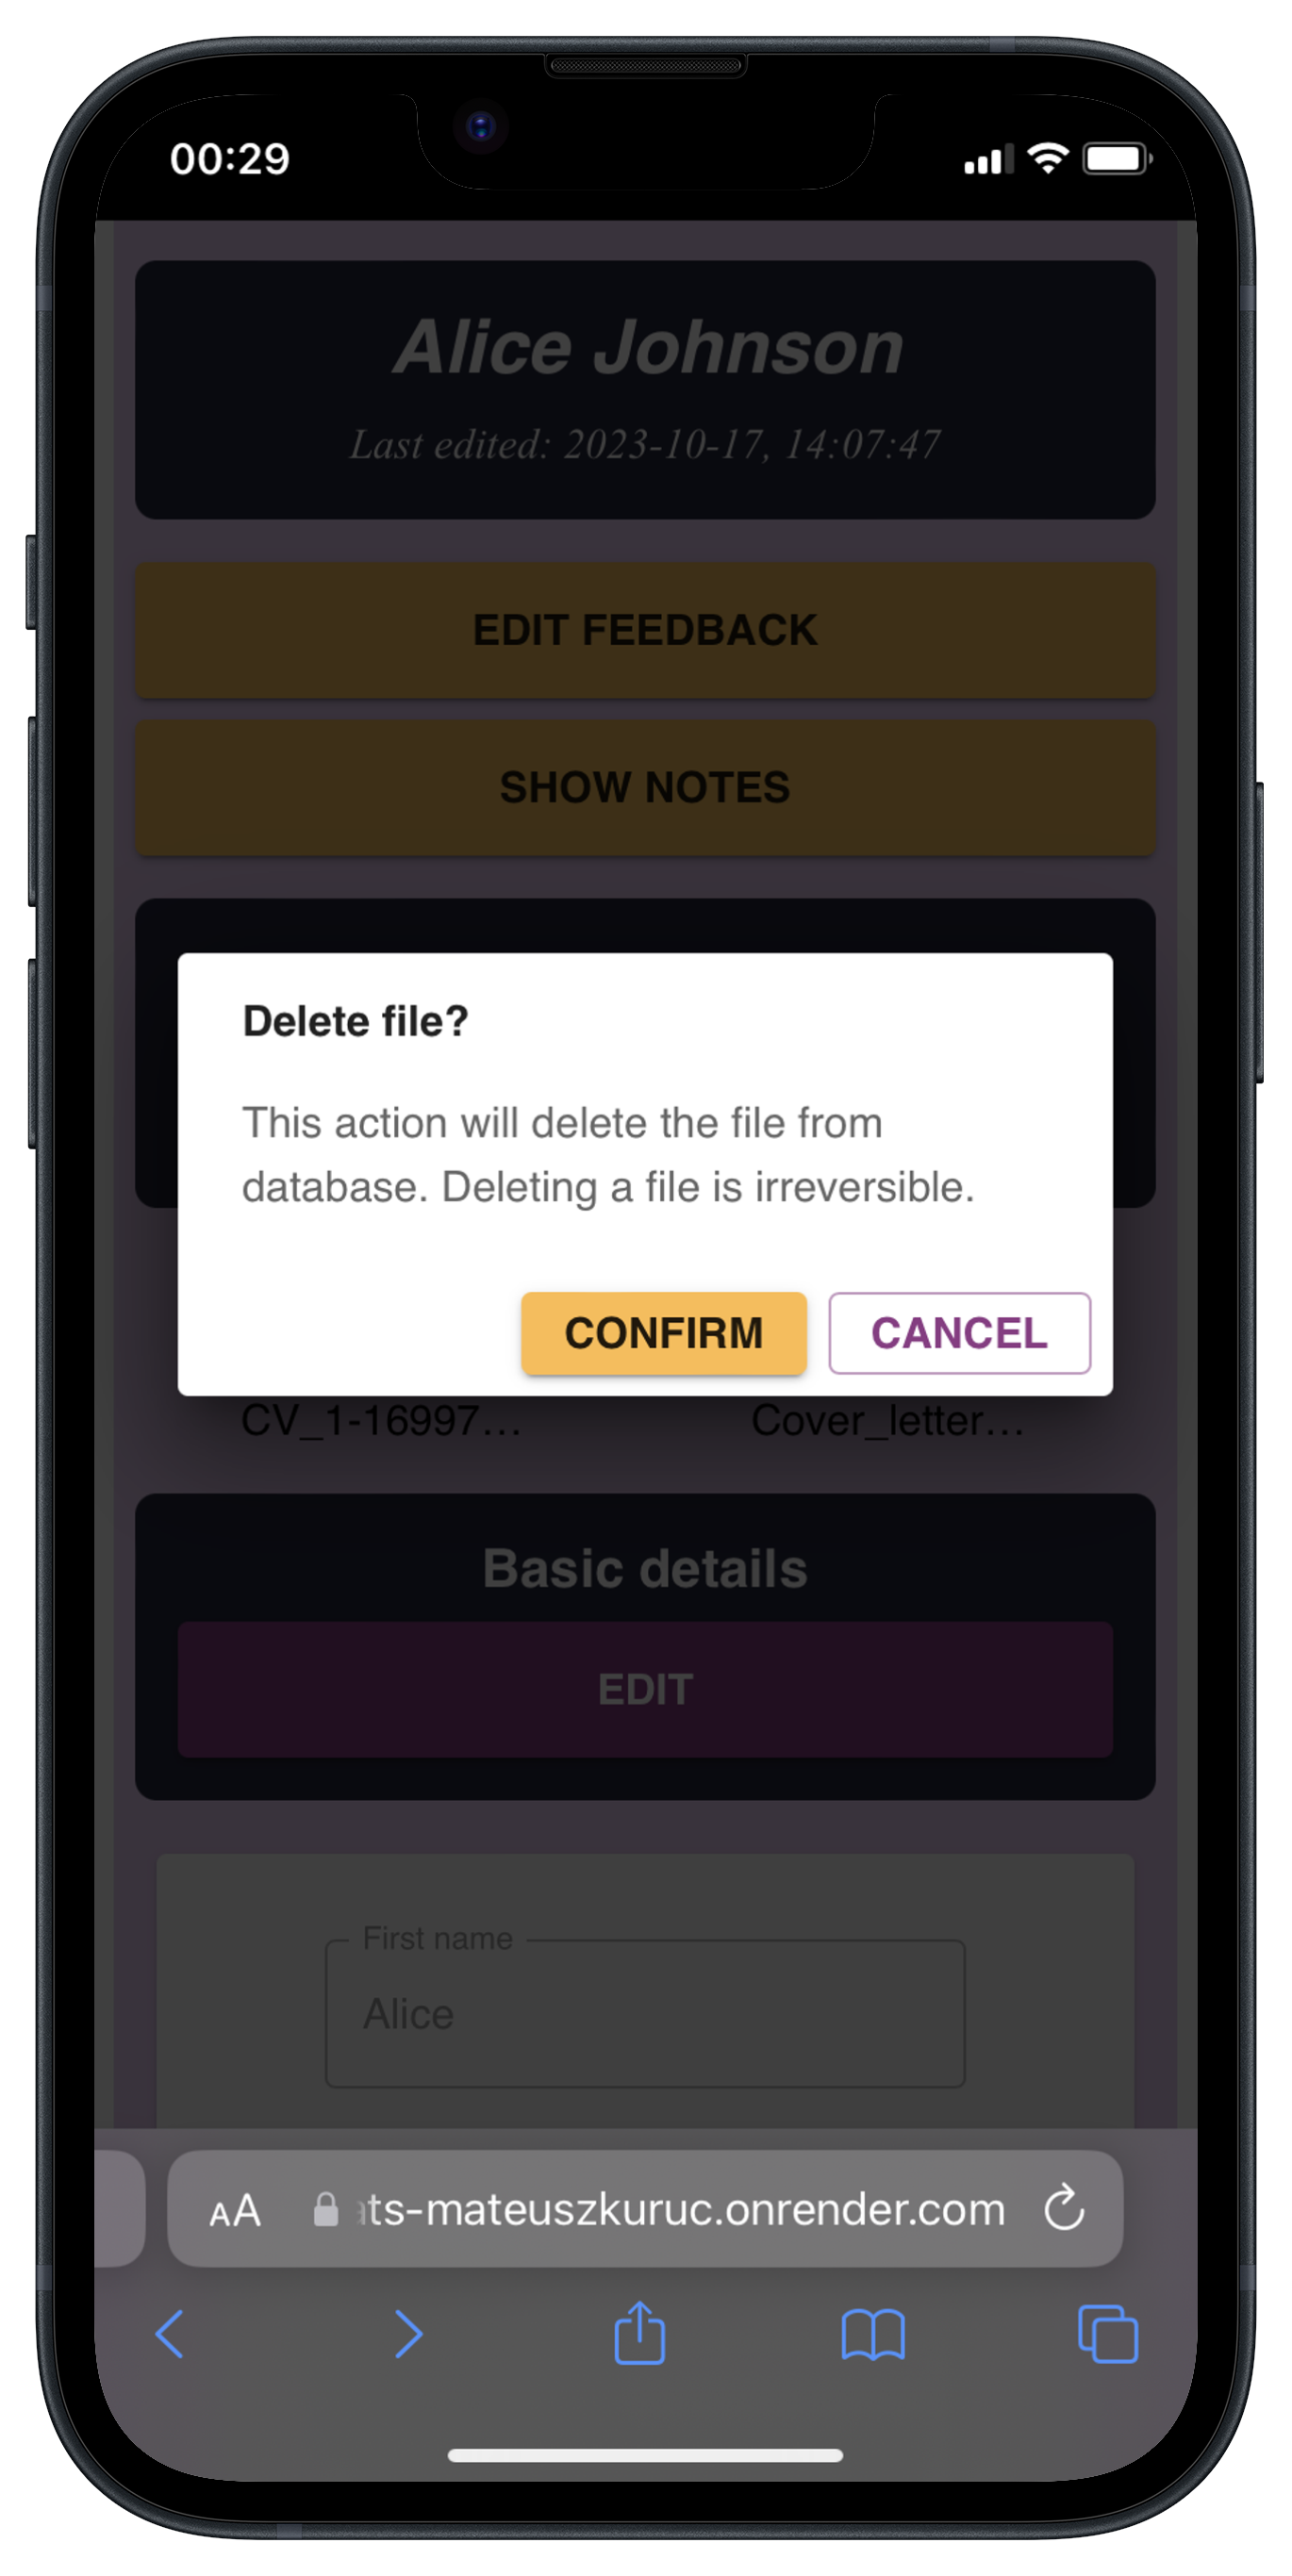 00:29
Alice Johnson
Last edited: 2023-10-17, 14:07:47
EDIT FEEDBACK
SHOW NOTES
Delete file?
This action will delete the file from
database. Deleting a file is irreversible.
CONFIRM CANCEL
CV_1-16997... Cover_letter...
Basic details
EDIT
First name
Alice
AA ats-mateuszkuruc.onrender.com